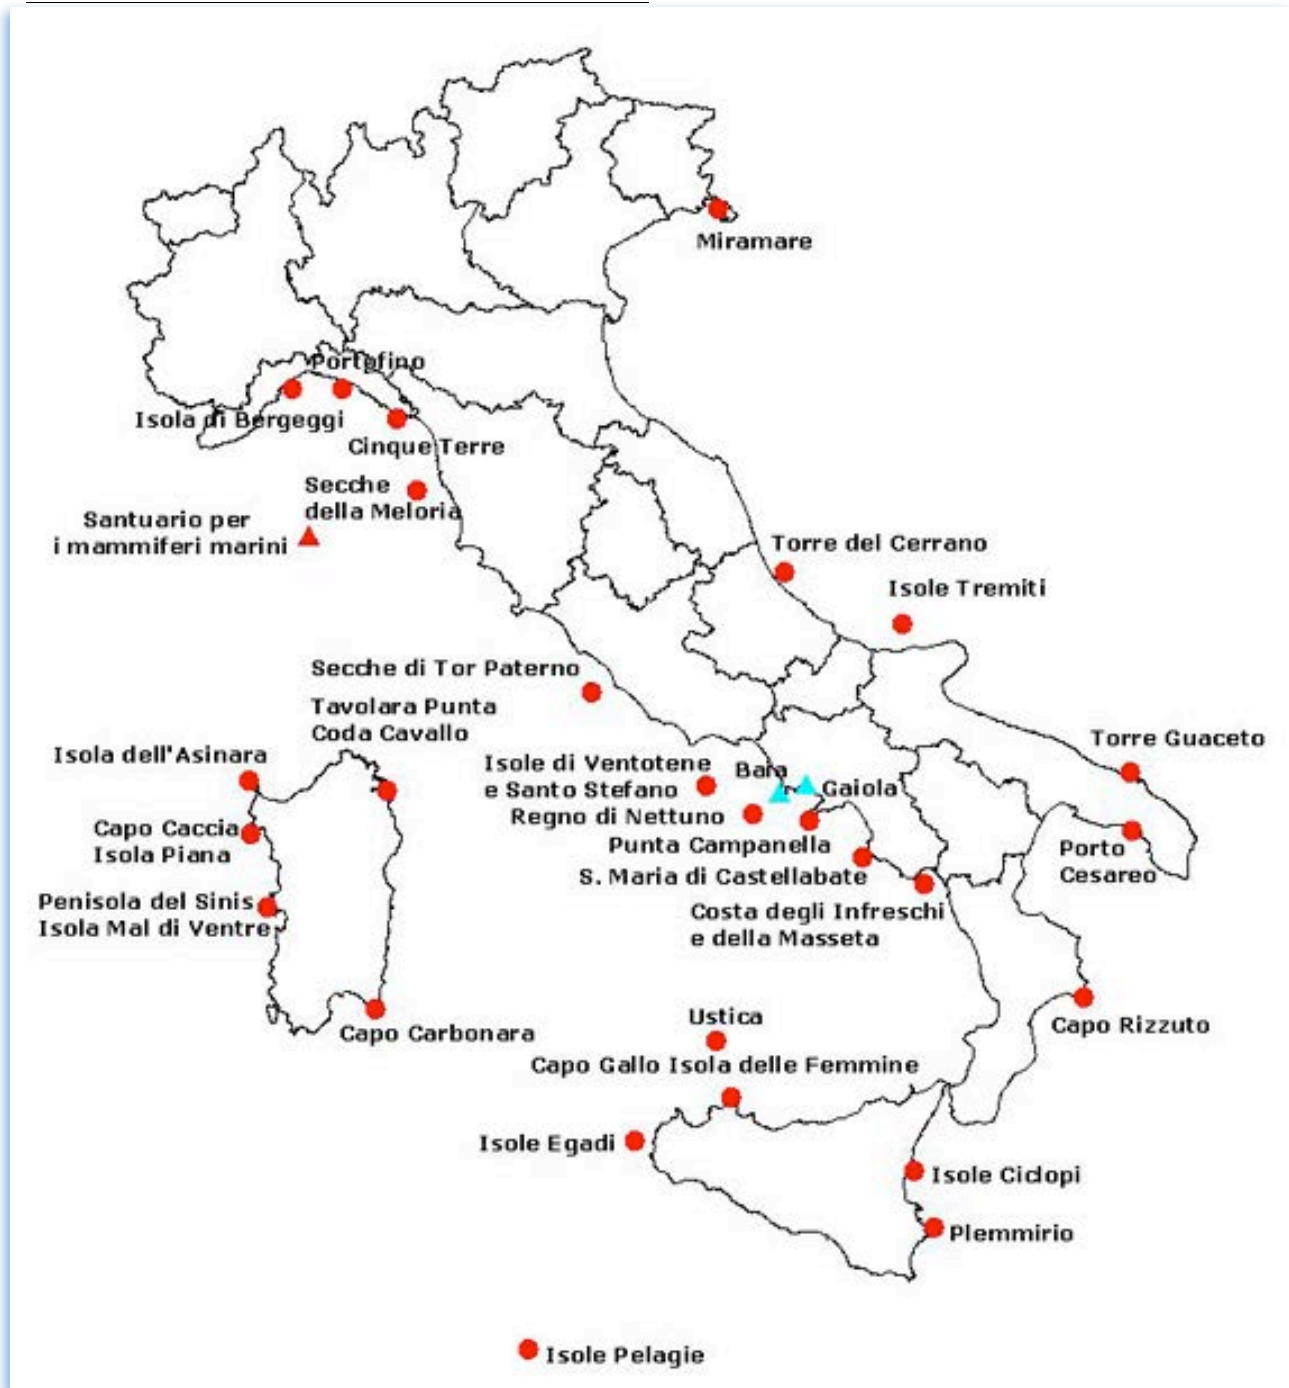 Miramare
Portofino
Isola di Bergeggi
Cinque Terre
Secche
della Meloria
Santuario per
i mammiferi marini
Torre del Cerrano
Isole Tremiti
Secche di Tor Paterno
Tavolara Punta
Coda Cavallo
Torre Guaceto
Isola dell'Asinara
Isole di Ventotene
e Santo Stefano
Baia
Gaiola
Regno di Nettuno
Capo Caccia
Isola Piana
Punta Campanella
Porto
Cesareo
S. Maria di Castellabate
Penisola del Sinis
Isola Mal di Ventre
Costa degli Infreschi
e della Masseta
Ustica
Capo Rizzuto
Capo Carbonara
Capo Gallo Isola delle Femmine
Isole Egadi
Isole Ciclopi
Plemmirio
Isole Pelagie